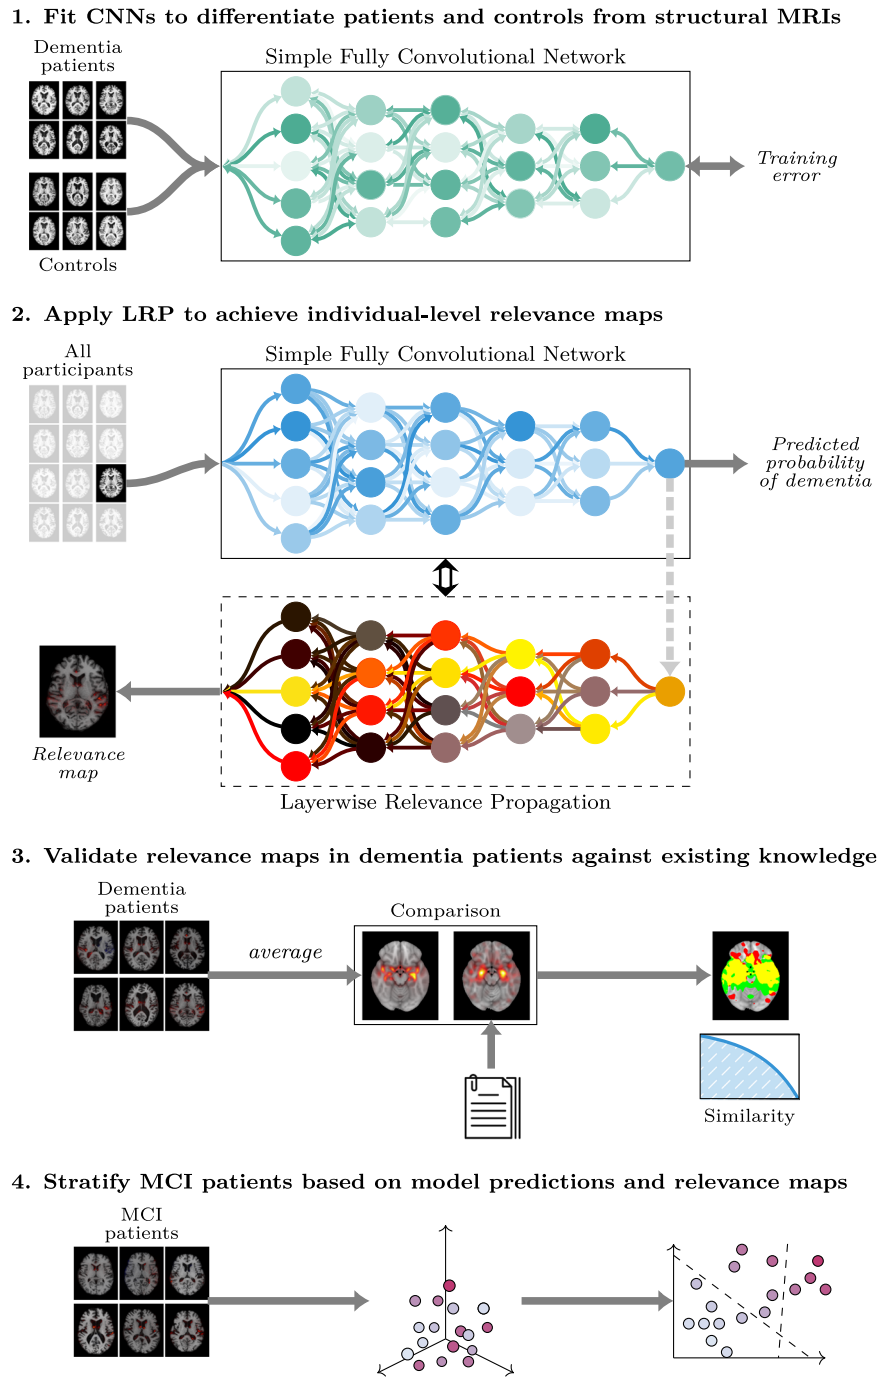 1. Fit CNNs to differentiate patients and controls from structural MRIs
Dementia
patients
Simple Fully Convolutional Network
Training
error
Controls
2. Apply LRP to achieve individual-level relevance maps
All
participants
Simple Fully Convolutional Network
Predicted
probability
of dementia
Relevance
map
Layerwise Relevance Propagation
3. Validate relevance maps in dementia patients against existing knowledge
Dementia
patients
average
Comparison
Similarity
4. Stratify MCI patients based on model predictions and relevance maps
MCI
patients